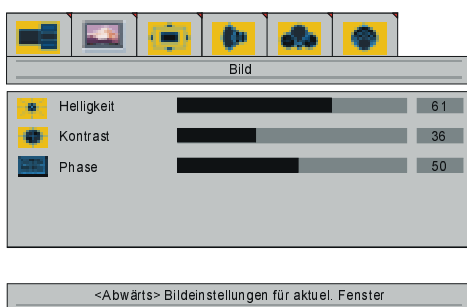 Bild
Helligkeit 61
Kontrast 36
Phase 50
<Abwärts> Bildeinstellungen für aktuel. Fenster